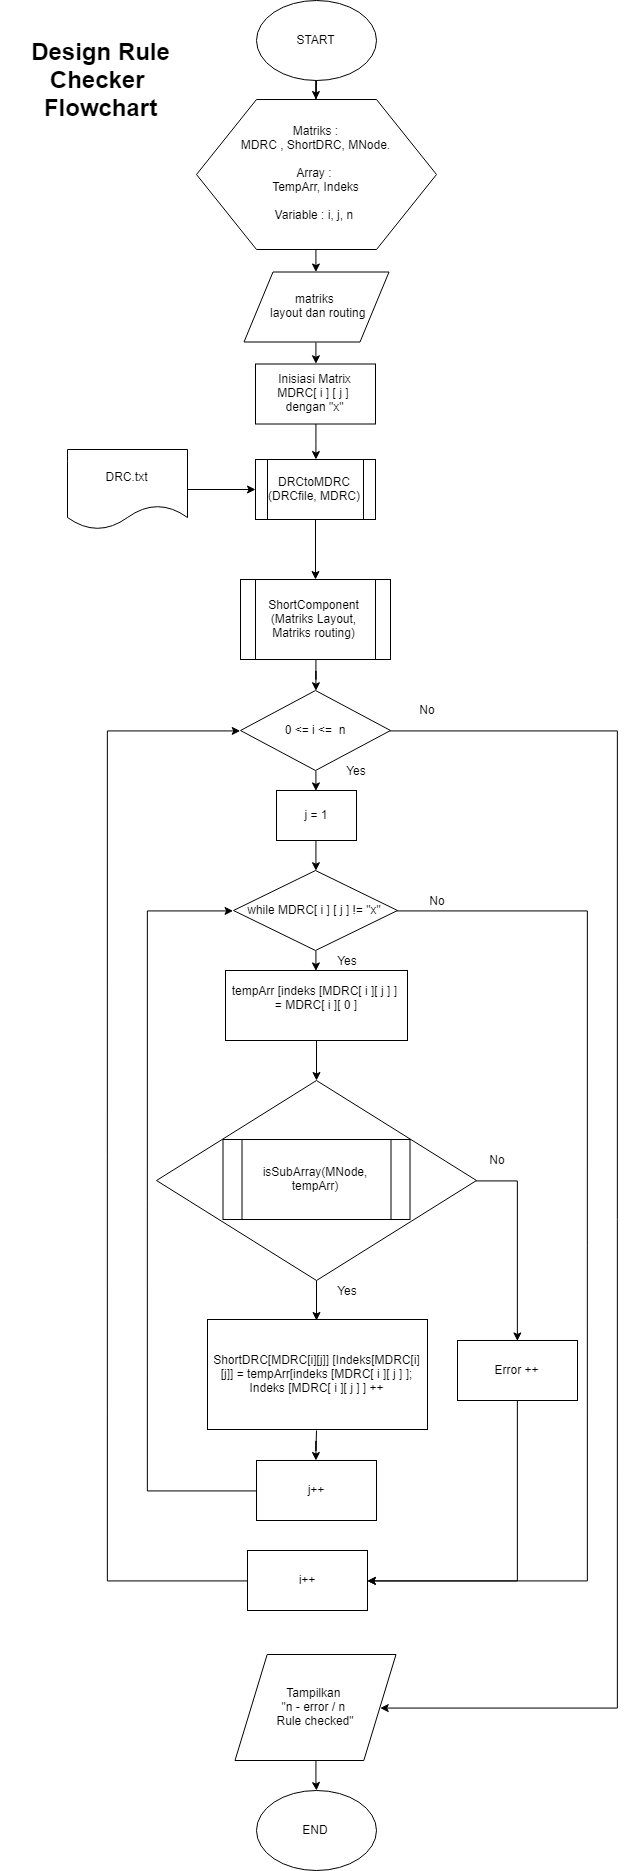 Design Rule
Checker
Flowchart
START
Matriks :
MDRC , ShortDRC, MNode.
Array :
TempArr, Indeks
Variable : i, j, n
matriks
layout dan routing
Inisiasi Matrix
MDRC[ i ] [ j ]
dengan "x"
DRC.txt
DRCtoMDRC
(DRCfile, MDRC)
ShortComponent
(Matriks Layout,
Matriks routing)
No
0 <= i <= n
Yes
j = 1
No
while MDRC[ i ] [ j ] != "x"
Yes
tempArr [indeks [MDRC[ i ][ j ] ]
= MDRC[ i ][ 0 ]
No
isSubArray(MNode,
tempArr)
Yes
ShortDRC[MDRC[i][j]] [Indeks[MDRC[i]
[j]] = tempArr[indeks [MDRC[ i ][ j ] ];
Indeks [MDRC[ i ][ j ] ] ++
Error ++
j++
i++
Tampilkan
"n - error / n
Rule checked"
END